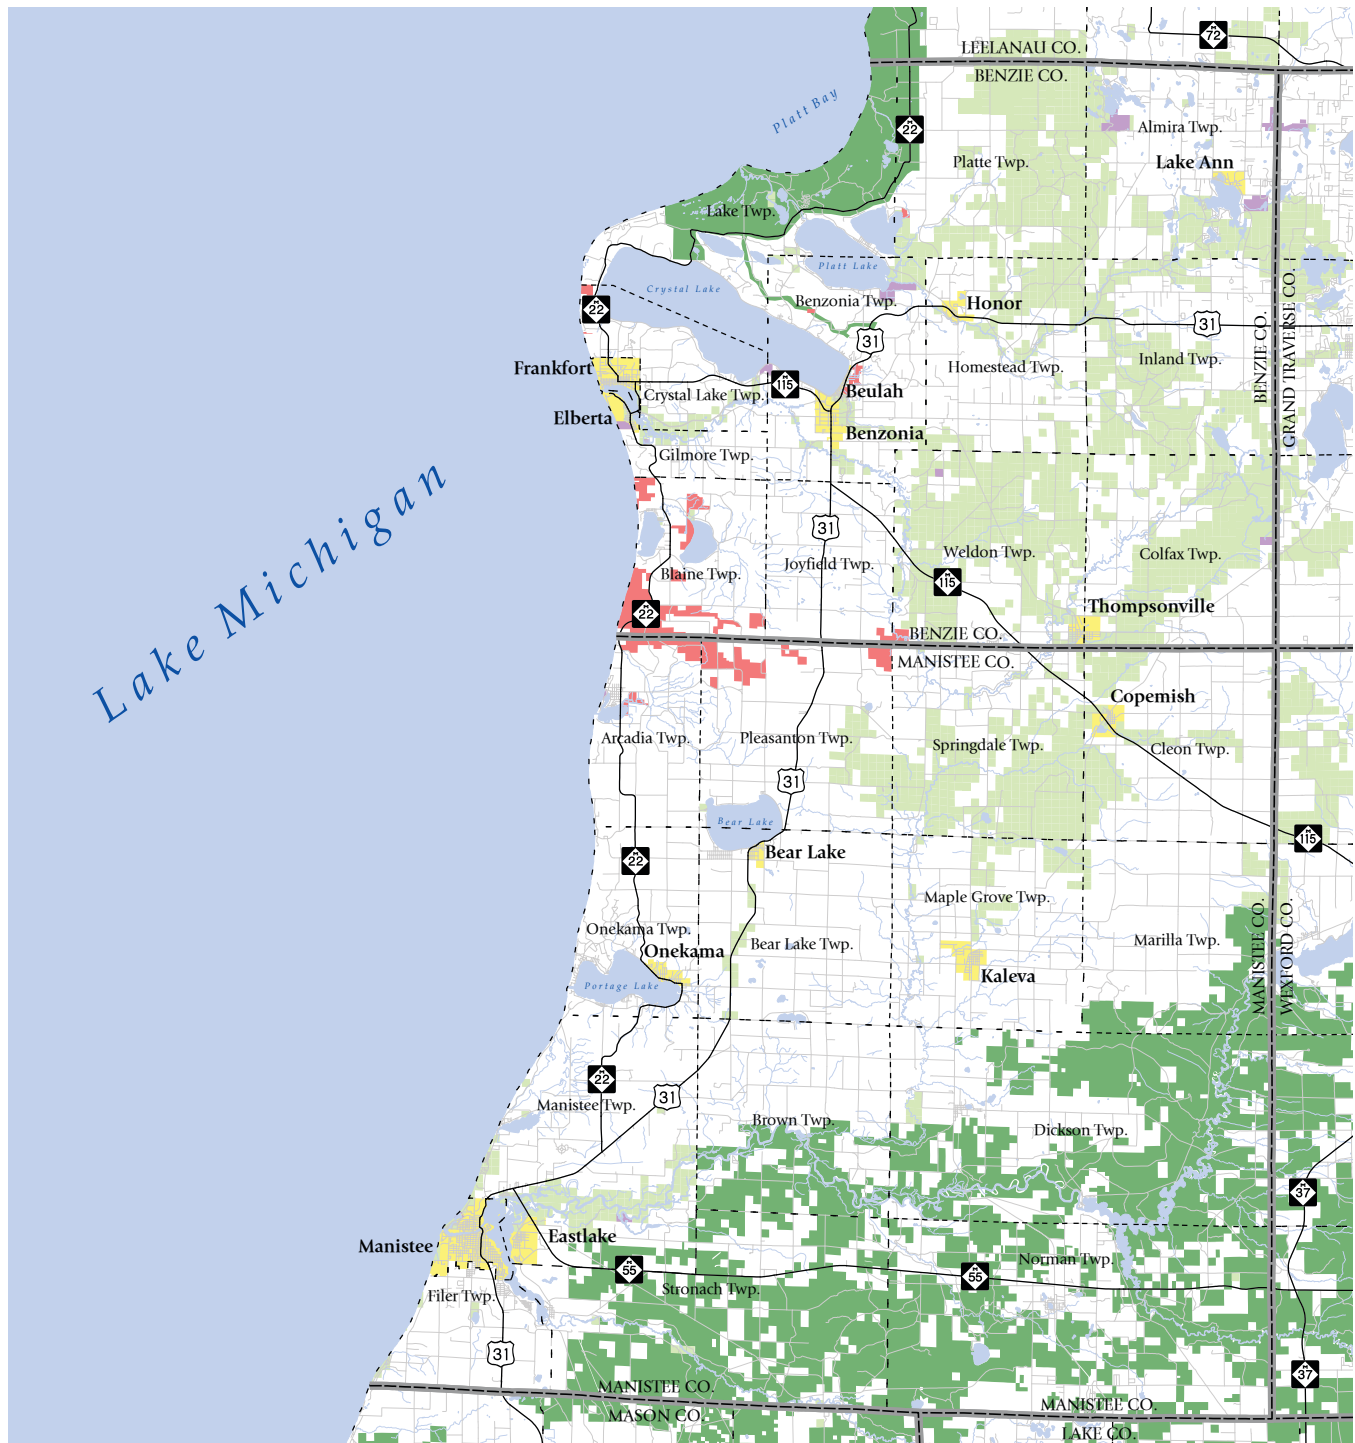 LEELANAU CO.
BENZIE CO.
M 72
Platt Bay
M 22
Almira Twp.
Platte Twp.
Lake Ann
Lake Twp.
Platt Lake
Crystal Lake
Benzonia Twp.
Honor
M 22
31
31
BENZIE CO.
GRAND TRAVERSE CO.
Frankfort
Homestead Twp.
Inland Twp.
M 115
Crystal Lake Twp.
Beulah
Elberta
Benzonia
Gilmore Twp.
Lake Michigan
31
Weldon Twp.
Colfax Twp.
Joyfield Twp.
Blaine Twp.
M 115
M 22
Thompsonville
BENZIE CO.
MANISTEE CO.
Copemish
Arcadia Twp.
Pleasanton Twp.
Springdale Twp.
Cleon Twp.
31
Bear Lake
M 115
Bear Lake
M 22
Maple Grove Twp.
Onekama Twp.
Bear Lake Twp.
Marilla Twp.
MANISTEE CO.
WEXFORD CO.
Onekama
Kaleva
Portage Lake
M 22
31
Manistee Twp.
Brown Twp.
Dickson Twp.
M 37
Manistee
Eastlake
Norman Twp.
M 55
M 55
Stronach Twp.
Filer Twp.
31
M 37
MANISTEE CO.
MASON CO.
MANISTEE CO.
LAKE CO.